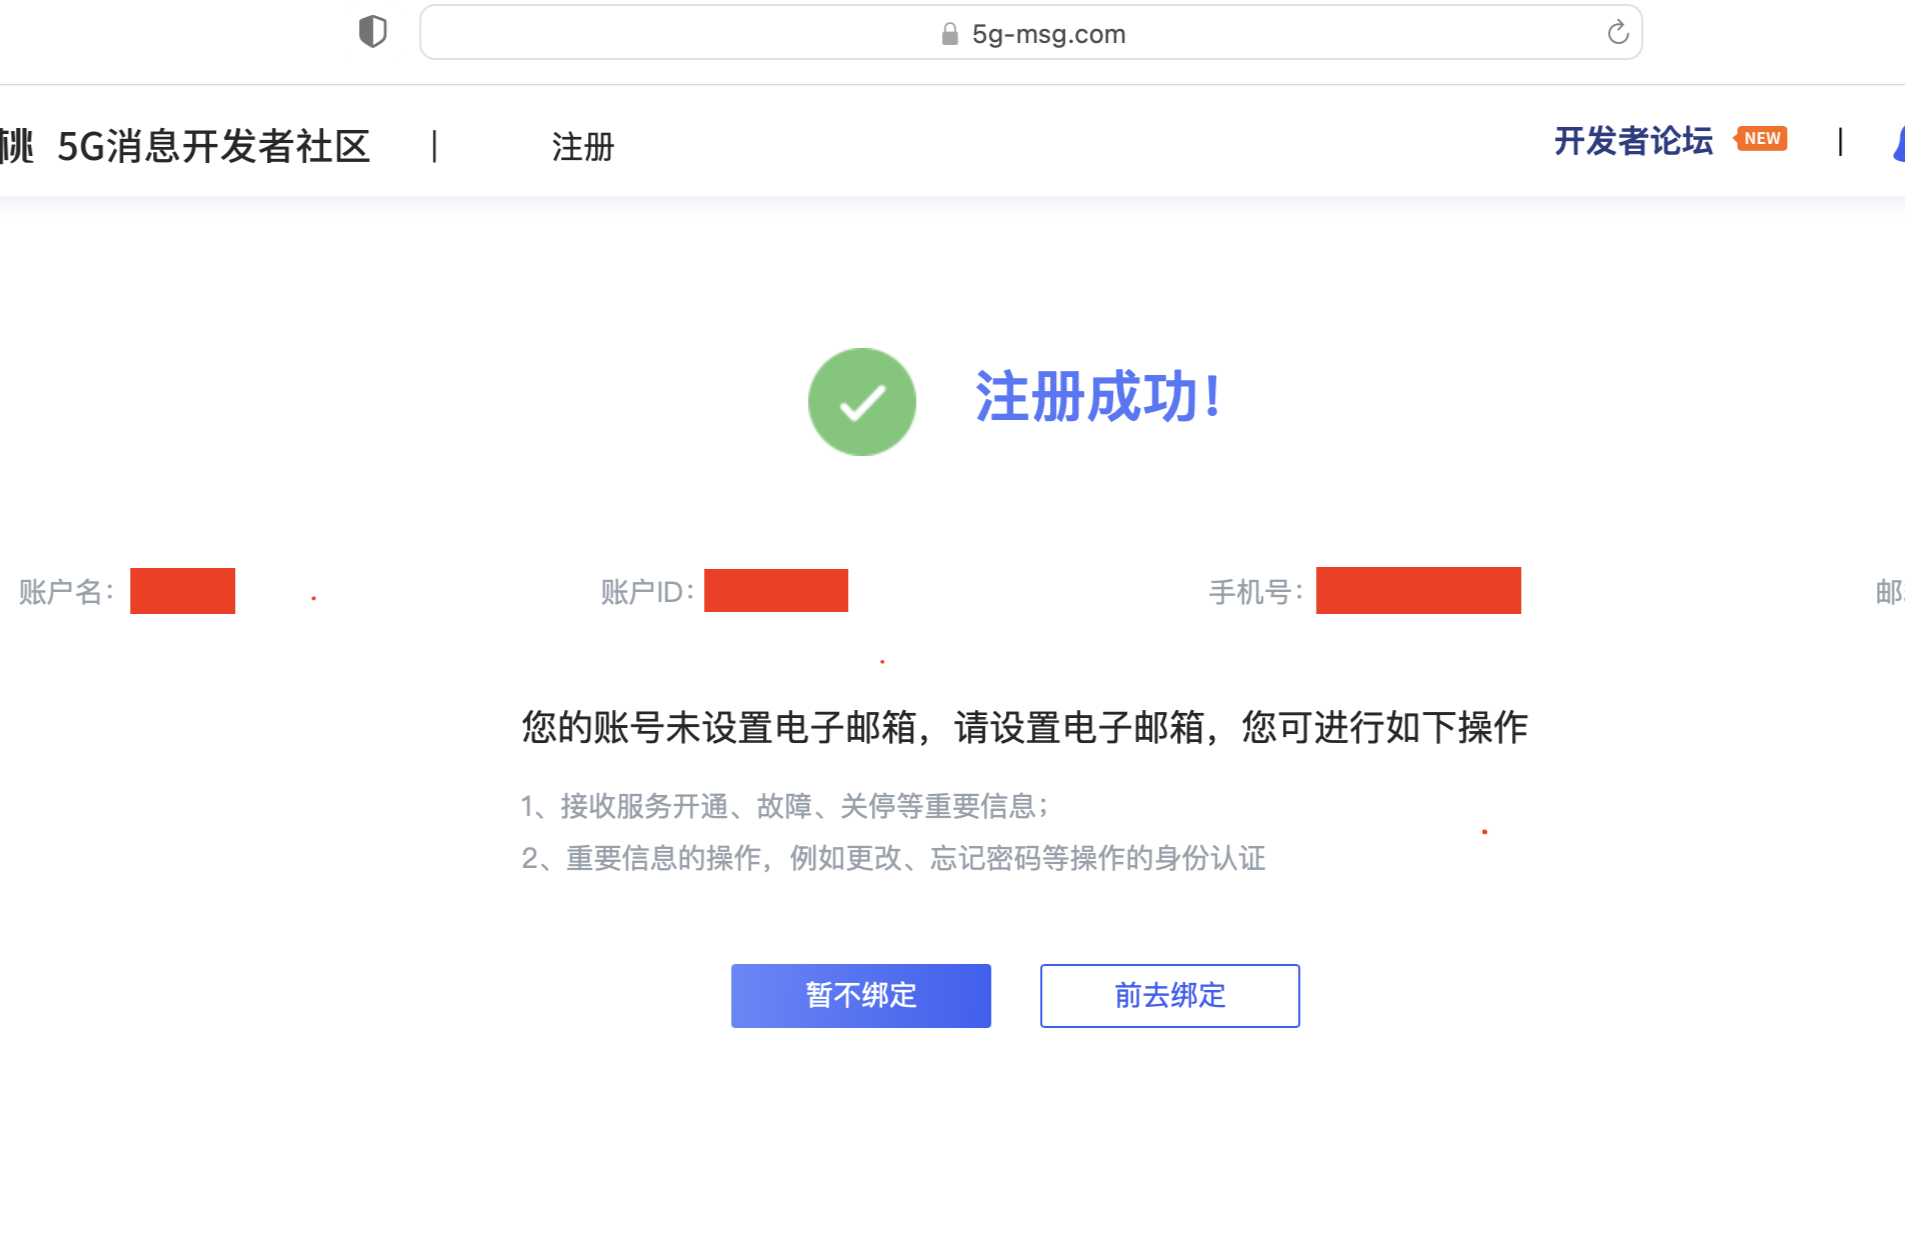 5g-msg.com
桃 5G消息开发者社区 | 注册
开发者论坛 NEW |
注册成功！
账户名：
账户ID：
手机号：
您的账号未设置电子邮箱，请设置电子邮箱，您可进行如下操作
1、接收服务开通、故障、关停等重要信息；
2、重要信息的操作，例如更改、忘记密码等操作的身份认证
暂不绑定
前去绑定